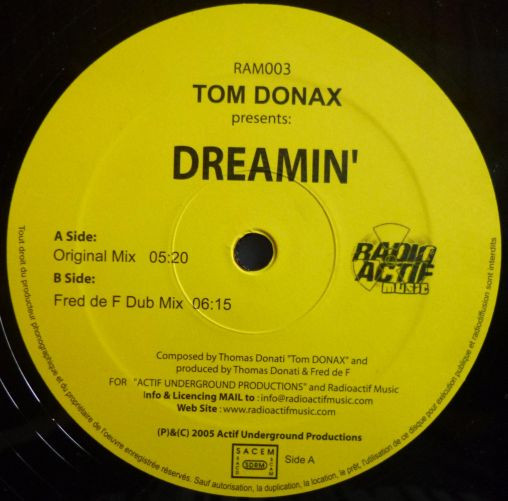 RAM003
TOM DONAX
presents:
DREAMIN'
A Side:
Original Mix 05:20
B Side:
Fred de F Dub Mix 06:15
RADIO
ACTIF
music
Composed by Thomas Donati "Tom DONAX" and
produced by Thomas Donati & Fred de F
FOR "ACTIF UNDERGROUND PRODUCTIONS" and Radioactif Music
Info & Licencing MAIL to : info@radioactifmusic.com
Web Site : www.radioactifmusic.com
(P)&(C) 2005 Actif Underground Productions
SACEM
SACD
SDRM
SCAM
Side A
Tout droit du producteur phonographique et du propriétaire de l'oeuvre enregistrée réservés. Sauf autorisation, la duplication, la location, le prêt, l'utilisation de ce disque pour exécution publique et radiodiffusion sont interdits